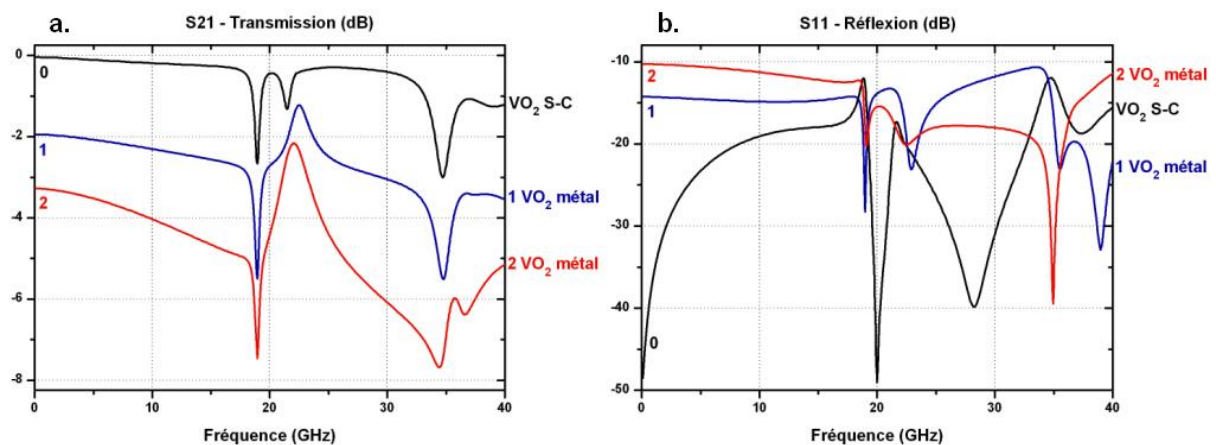 a.
S21 - Transmission (dB)
0
-2
-4
-6
-8
0
1
2
VO2 S-C
1 VO2 métal
2 VO2 métal
0 10 20 30 40
Fréquence (GHz)
b.
S11 - Réflexion (dB)
-10
-20
-30
-40
-50
2
1
0
2 VO2 métal
VO2 S-C
1 VO2 métal
0 10 20 30 40
Fréquence (GHz)